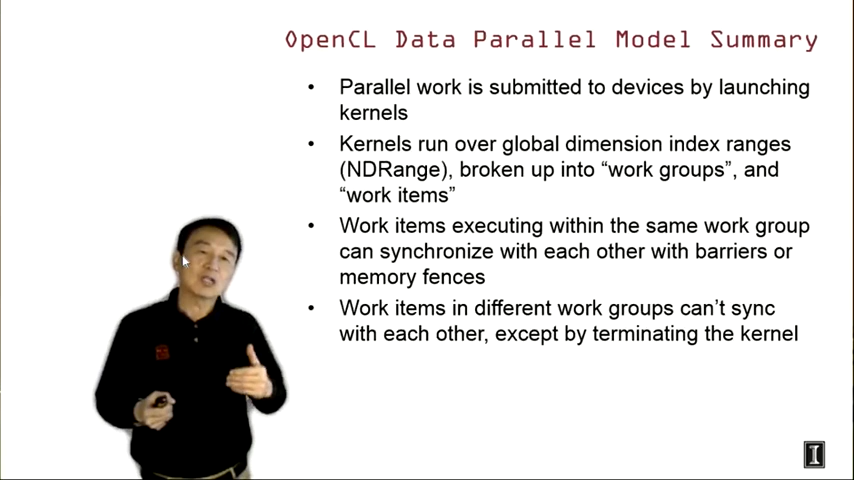 OpenCL Data Parallel Model Summary
• Parallel work is submitted to devices by launching
kernels
• Kernels run over global dimension index ranges
(NDRange), broken up into “work groups”, and
“work items”
• Work items executing within the same work group
can synchronize with each other with barriers or
memory fences
• Work items in different work groups can’t sync
with each other, except by terminating the kernel
I